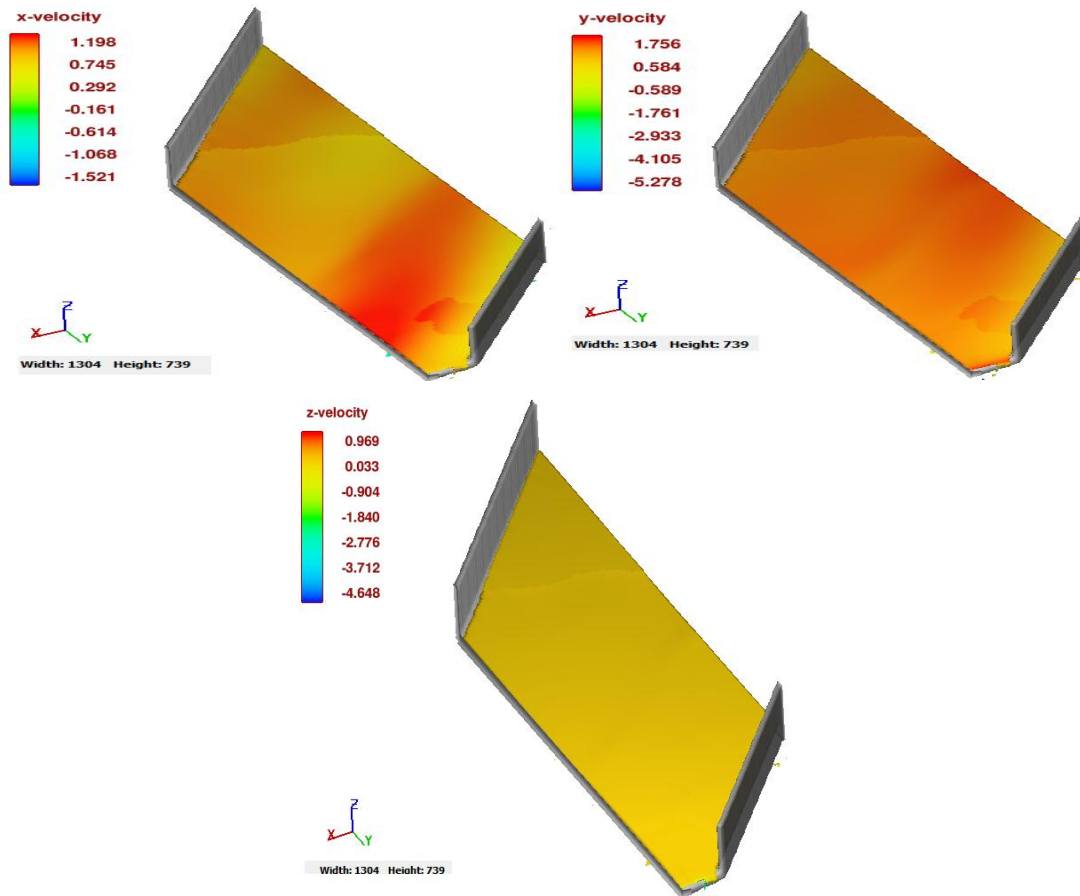 x-velocity
1.198
0.745
0.292
-0.161
-0.614
-1.068
-1.521
Z
X
Y
Width: 1304 Height: 739
y-velocity
1.756
0.584
-0.589
-1.761
-2.933
-4.105
-5.278
Z
X
Y
Width: 1304 Height: 739
z-velocity
0.969
0.033
-0.904
-1.840
-2.776
-3.712
-4.648
Z
X
Y
Width: 1304 Height: 739